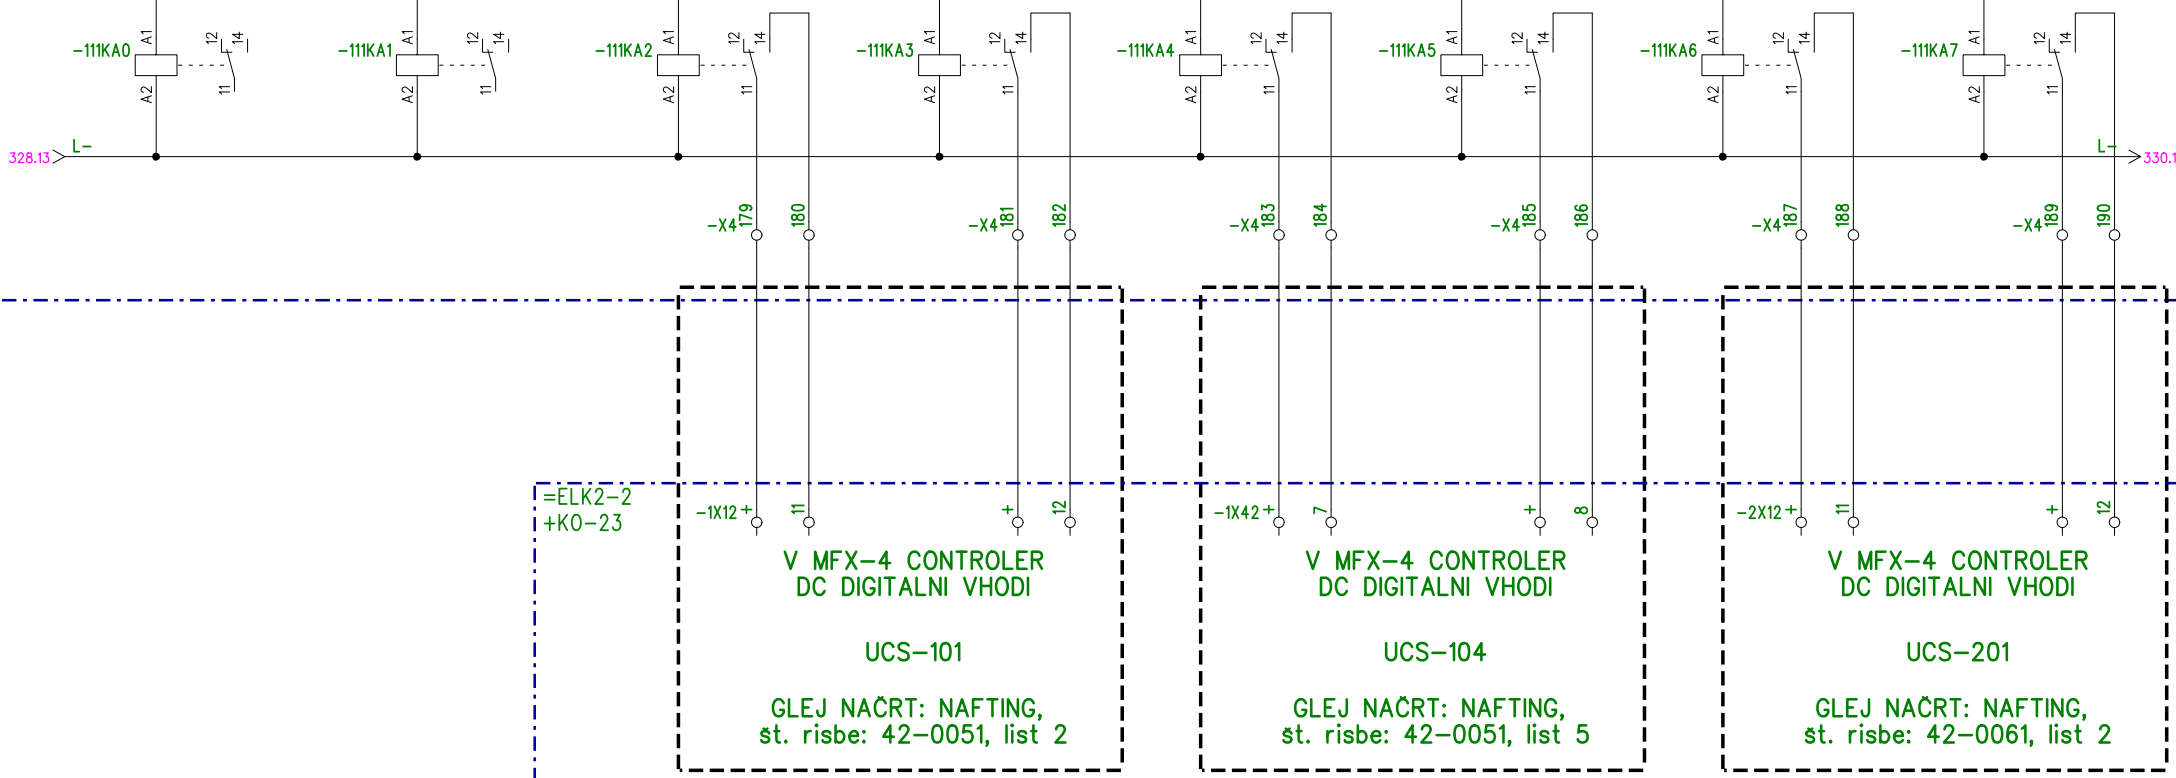 -111KA0 A1 A2 12 14 11
-111KA1 A1 A2 12 14 11
-111KA2 A1 A2 12 14 11
-111KA3 A1 A2 12 14 11
-111KA4 A1 A2 12 14 11
-111KA5 A1 A2 12 14 11
-111KA6 A1 A2 12 14 11
-111KA7 A1 A2 12 14 11
328.13 L-
L- 330.1
-X4 179 180
-X4 181 182
-X4 183 184
-X4 185 186
-X4 187 188
-X4 189 190
=ELK2-2
+KO-23
-1X12 + 11 + 12
V MFX-4 CONTROLER
DC DIGITALNI VHODI
UCS-101
GLEJ NAČRT: NAFTING,
št. risbe: 42-0051, list 2
-1X42 + 7 + 8
V MFX-4 CONTROLER
DC DIGITALNI VHODI
UCS-104
GLEJ NAČRT: NAFTING,
št. risbe: 42-0051, list 5
-2X12 + 11 + 12
V MFX-4 CONTROLER
DC DIGITALNI VHODI
UCS-201
GLEJ NAČRT: NAFTING,
št. risbe: 42-0061, list 2